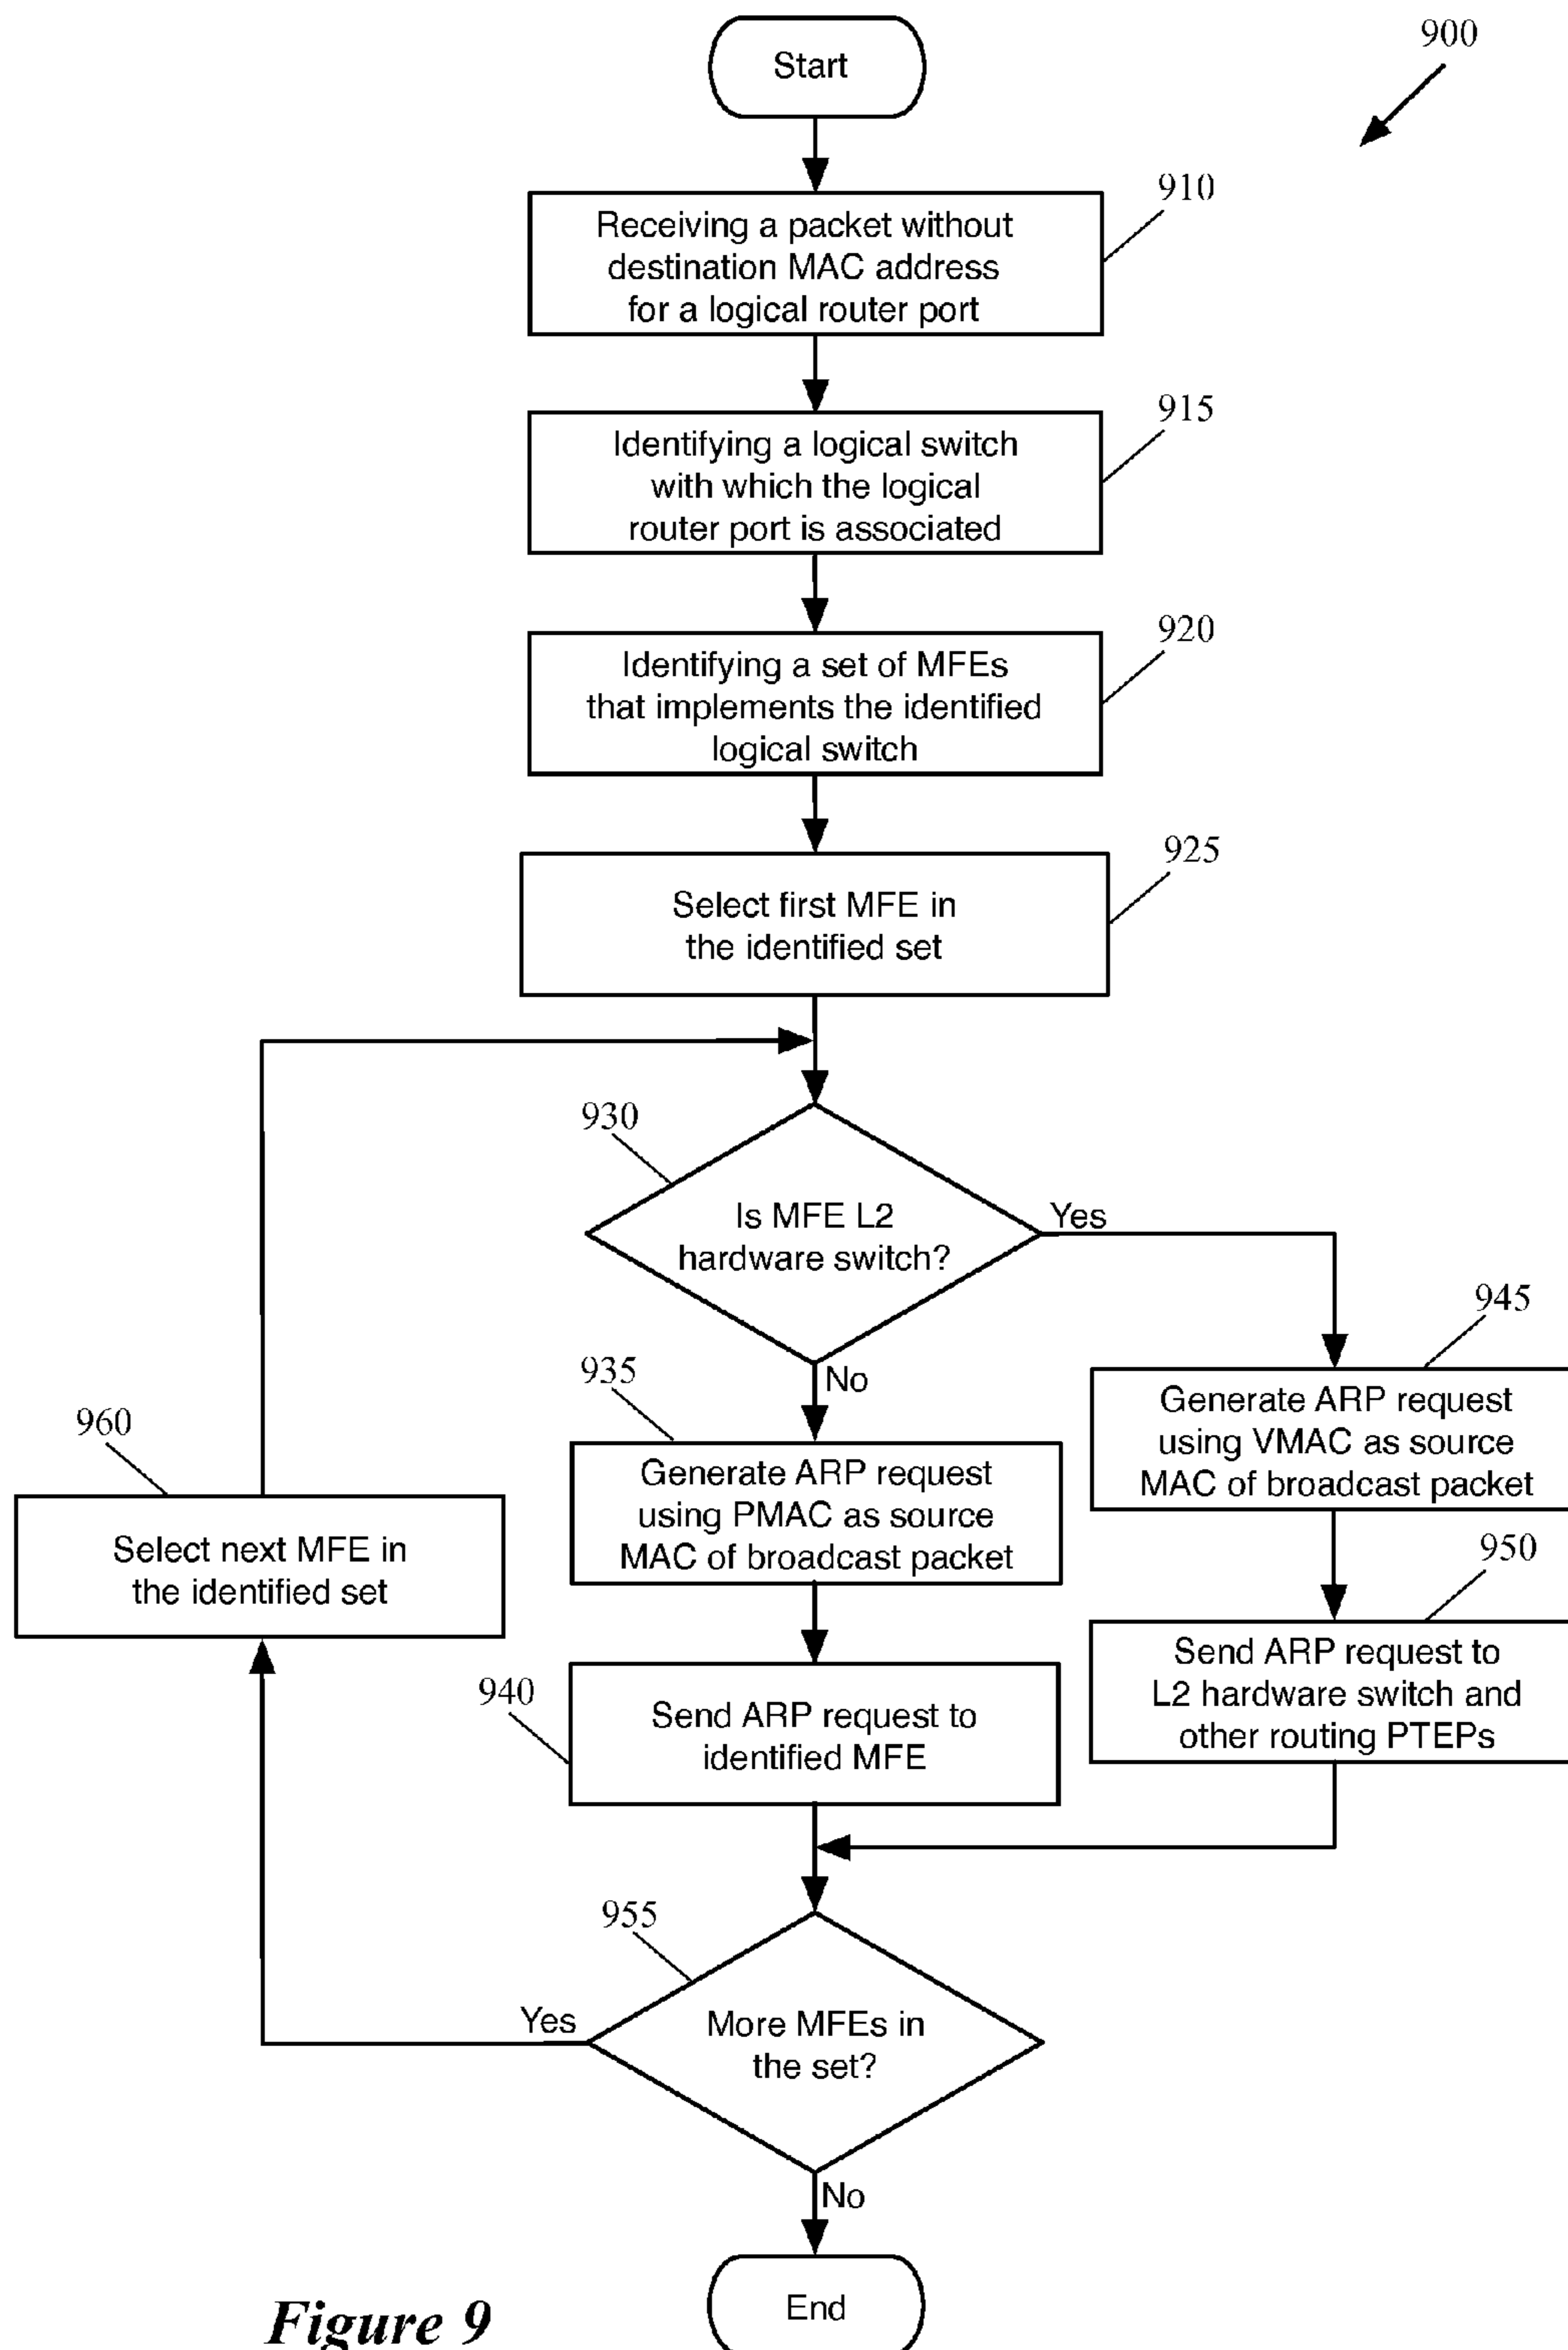 Start
900
910
Receiving a packet without
destination MAC address
for a logical router port
915
Identifying a logical switch
with which the logical
router port is associated
920
Identifying a set of MFEs
that implements the identified
logical switch
925
Select first MFE in
the identified set
930
Is MFE L2
hardware switch?
Yes
No
935
Generate ARP request
using PMAC as source
MAC of broadcast packet
945
Generate ARP request
using VMAC as source
MAC of broadcast packet
960
Select next MFE in
the identified set
940
Send ARP request to
identified MFE
950
Send ARP request to
L2 hardware switch and
other routing PTEPs
955
More MFEs in
the set?
Yes
No
End
Figure 9